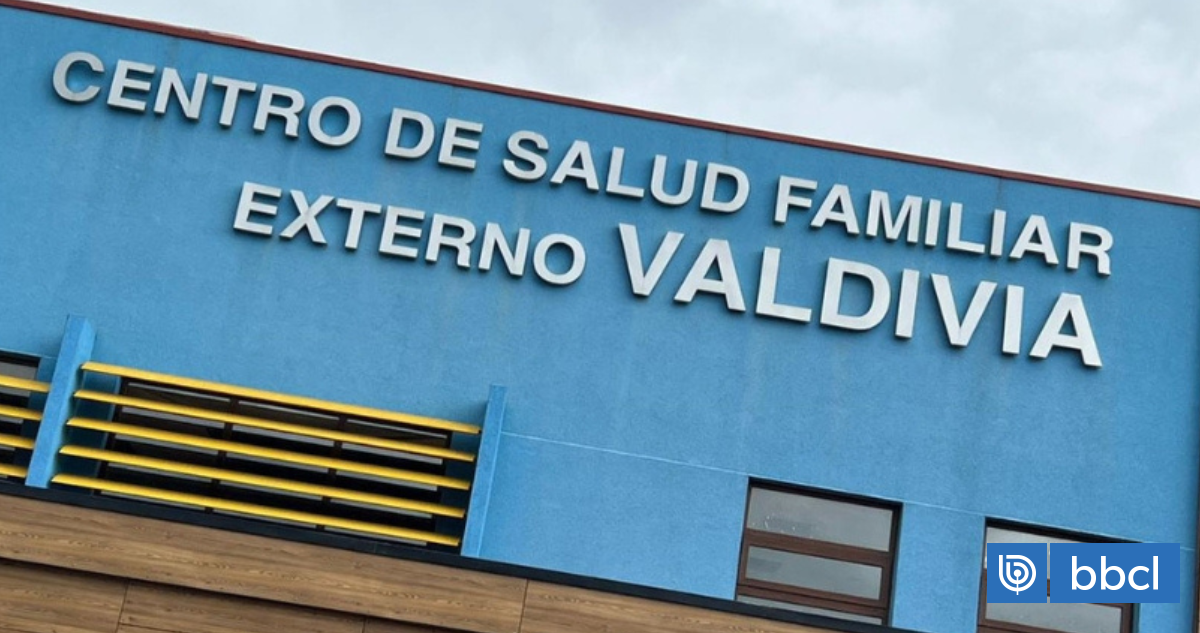 CENTRO DE SALUD FAMILIAR
EXTERNO VALDIVIA
bbcl